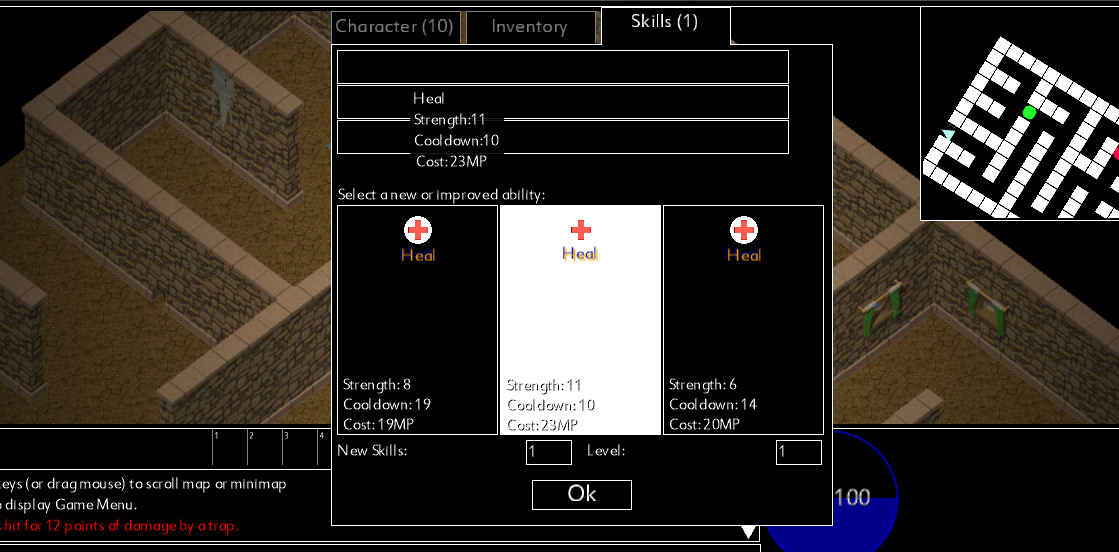 Character (10)
Inventory
Skills (1)
Heal
Strength:11
Cooldown:10
Cost:23MP
Select a new or improved ability:
Heal
Heal
Heal
Strength: 8
Cooldown: 19
Cost: 19MP
Strength: 11
Cooldown: 10
Cost: 23MP
Strength: 6
Cooldown: 14
Cost: 20MP
1
2
3
4
New Skills:
1
Level:
1
Ok
keys (or drag mouse) to scroll map or minimap
display Game Menu.
hit for 12 points of damage by a trap.
100